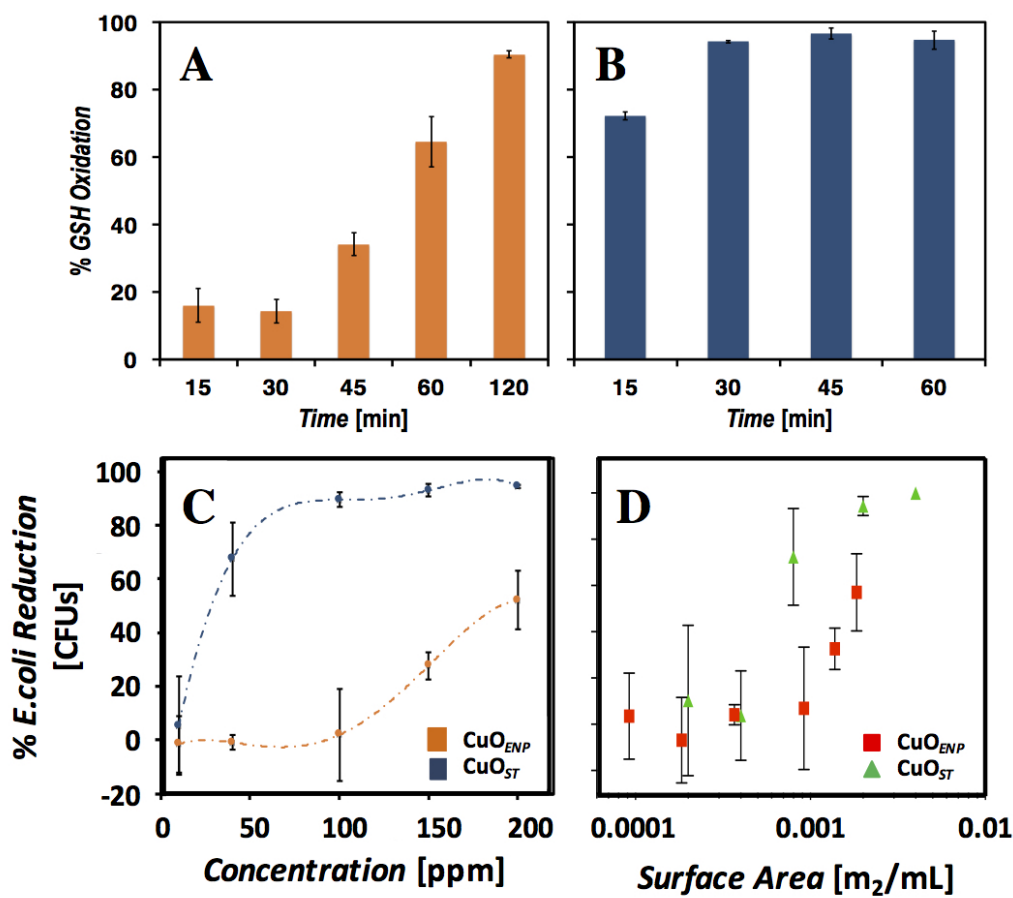 A
B
% GSH Oxidation
100
80
60
40
20
0
15 30 45 60 120
Time [min]
15 30 45 60
Time [min]
C
D
% E.coli Reduction
[CFUs]
100
80
60
40
20
0
-20
CuOENP
CuOST
CuOENP
CuOST
0 50 100 150 200
Concentration [ppm]
0.0001 0.001 0.01
Surface Area [m2/mL]